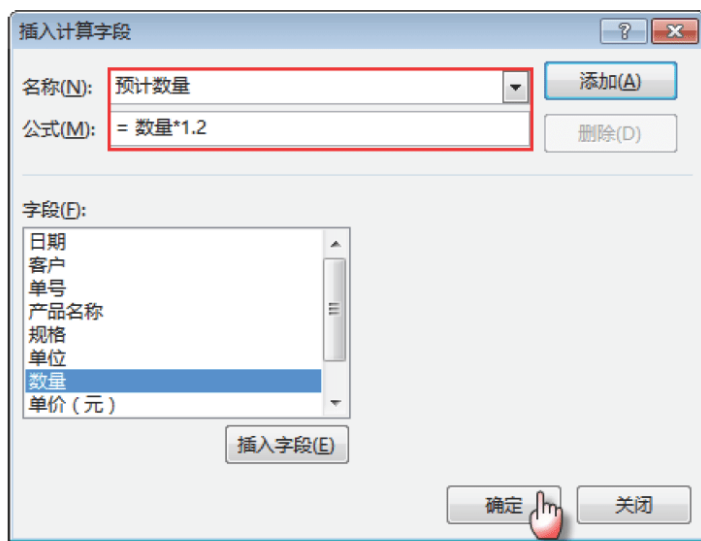 插入计算字段
名称(N): 预计数量 添加(A)
公式(M): = 数量*1.2 删除(D)
字段(F):
日期
客户
单号
产品名称
规格
单位
数量
单价(元)
插入字段(E)
确定 关闭